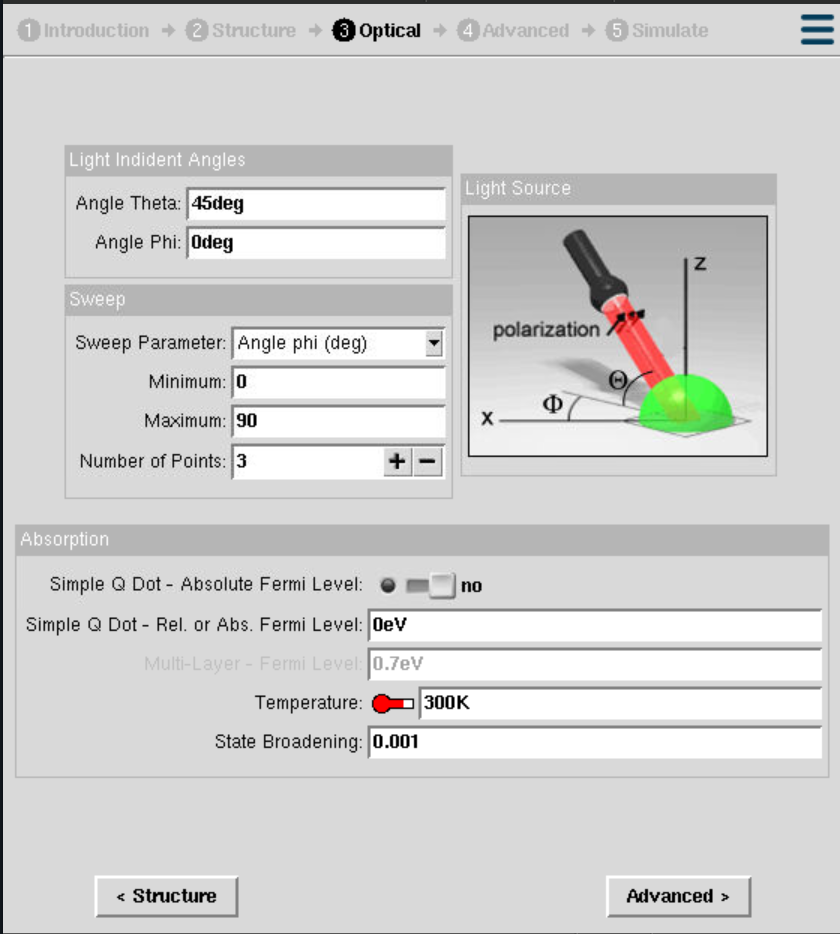 1 Introduction → 2 Structure → 3 Optical → 4 Advanced → 5 Simulate
Light Indident Angles
Angle Theta: 45deg
Angle Phi: 0deg
Sweep
Sweep Parameter: Angle phi (deg)
Minimum: 0
Maximum: 90
Number of Points: 3 + −
Light Source
z
polarization
Θ
Φ
x
Absorption
Simple Q Dot - Absolute Fermi Level: no
Simple Q Dot - Rel. or Abs. Fermi Level: 0eV
Multi-Layer - Fermi Level: 0.7eV
Temperature: 300K
State Broadening: 0.001
< Structure
Advanced >